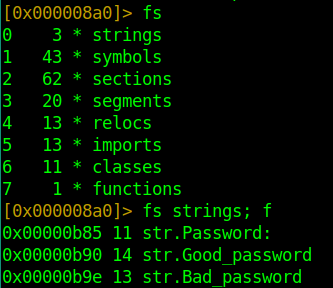 [0x000008a0]> fs
0 3 * strings
1 43 * symbols
2 62 * sections
3 20 * segments
4 13 * relocs
5 13 * imports
6 11 * classes
7 1 * functions
[0x000008a0]> fs strings; f
0x00000b85 11 str.Password:
0x00000b90 14 str.Good_password
0x00000b9e 13 str.Bad_password